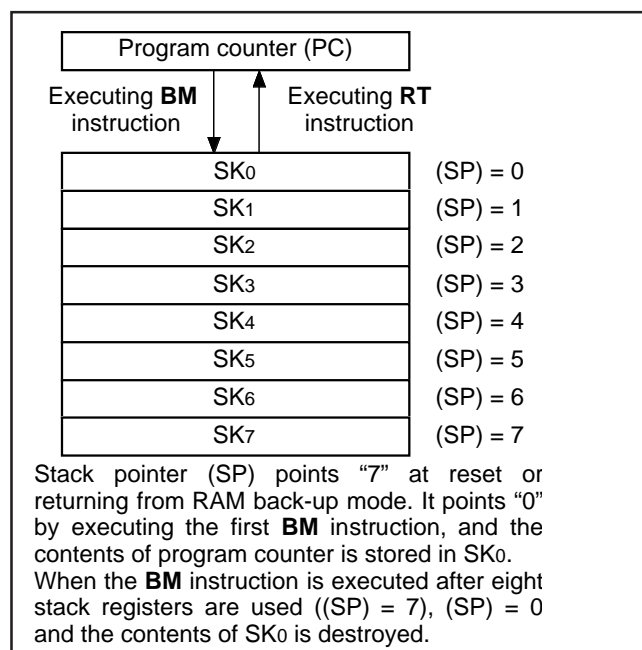 Program counter (PC)
Executing BM instruction
Executing RT instruction
SK0 (SP) = 0
SK1 (SP) = 1
SK2 (SP) = 2
SK3 (SP) = 3
SK4 (SP) = 4
SK5 (SP) = 5
SK6 (SP) = 6
SK7 (SP) = 7
Stack pointer (SP) points “7” at reset or
returning from RAM back-up mode. It points “0”
by executing the first BM instruction, and the
contents of program counter is stored in SK0.
When the BM instruction is executed after eight
stack registers are used ((SP) = 7), (SP) = 0
and the contents of SK0 is destroyed.